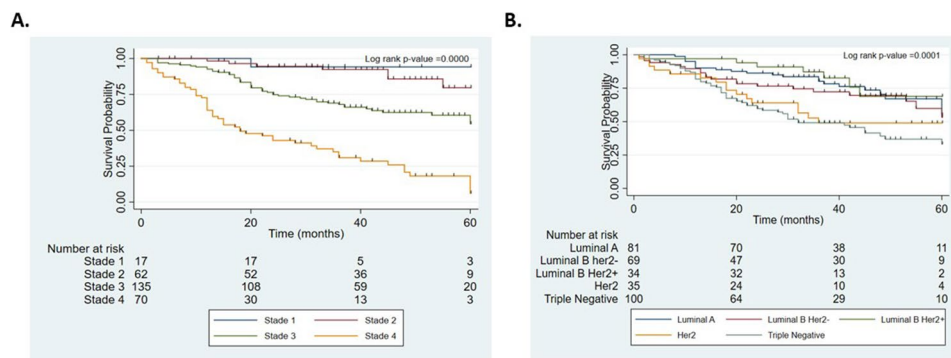 A.
Log rank p-value =0.0000
Survival Probability
1.00
0.75
0.50
0.25
0.00
0 20 40 60
Time (months)
Number at risk
Stade 1 17 17 5 3
Stade 2 62 52 36 9
Stade 3 135 108 59 20
Stade 4 70 30 13 3
Stade 1 Stade 2
Stade 3 Stade 4
B.
Log rank p-value =0.0001
Survival Probability
1.00
0.75
0.50
0.25
0.00
0 20 40 60
Time (months)
Number at risk
Luminal A 81 70 38 11
Luminal B her2- 69 47 30 9
Luminal B Her2+ 34 32 13 2
Her2 35 24 10 4
Triple Negative 100 64 29 10
Luminal A Luminal B Her2- Luminal B Her2+
Her2 Triple Negative